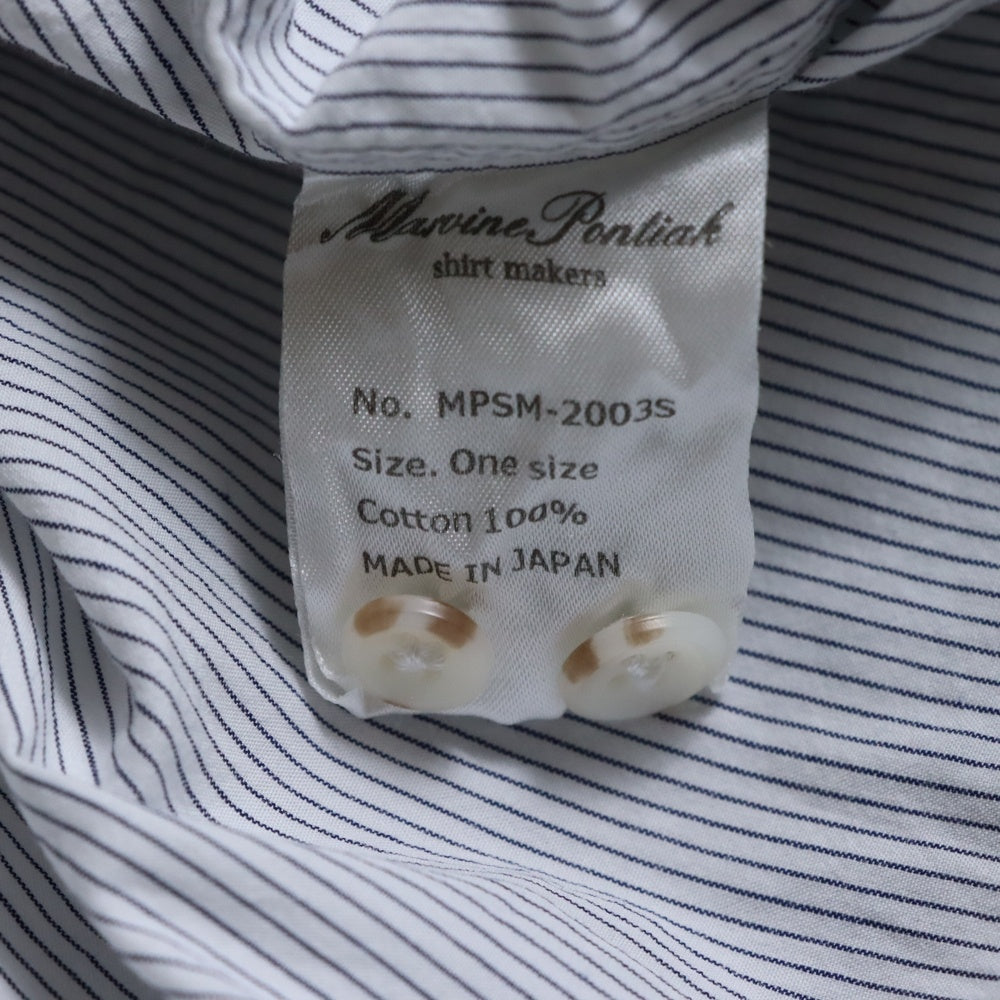 Marvine Pontiak
shirt makers
No. MPSM-2003S
Size. One size
Cotton 100%
MADE IN JAPAN